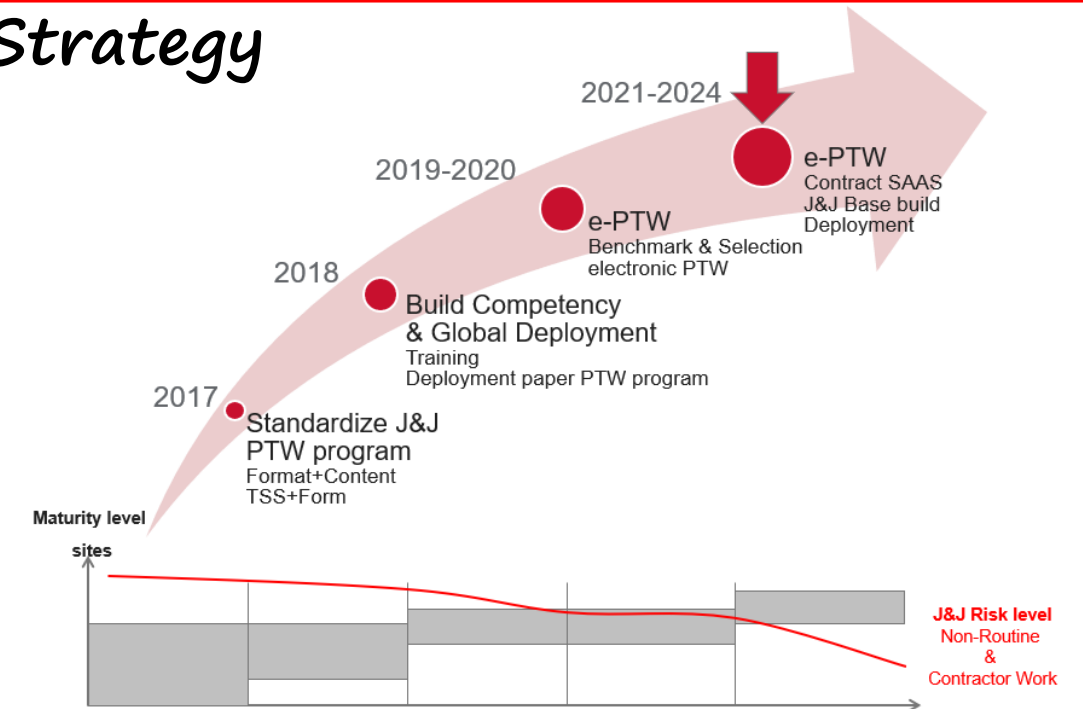 Strategy
2021-2024
e-PTW
Contract SAAS
J&J Base build
Deployment
2019-2020
e-PTW
Benchmark & Selection
electronic PTW
2018
Build Competency
& Global Deployment
Training
Deployment paper PTW program
2017
Standardize J&J
PTW program
Format+Content
TSS+Form
Maturity level
sites
J&J Risk level
Non-Routine
&
Contractor Work